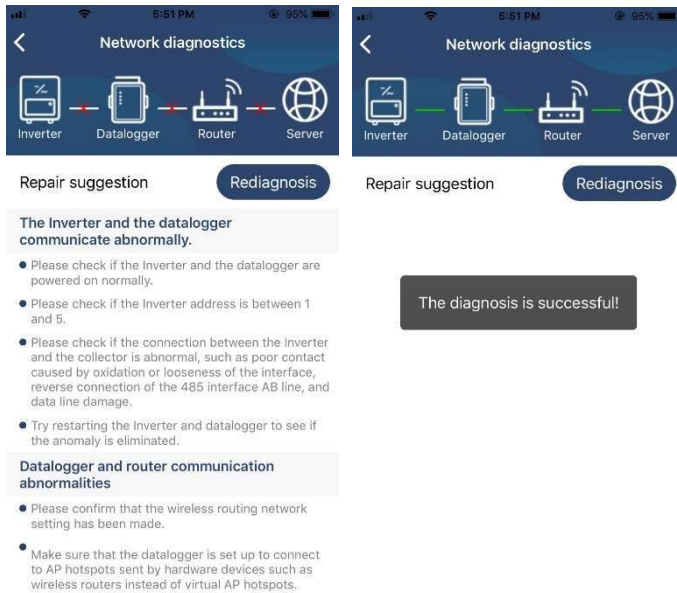 5:51 PM
95%
Network diagnostics
Inverter
Datalogger
Router
Server
Repair suggestion
Rediagnosis
The Inverter and the datalogger
communicate abnormally.
Please check if the Inverter and the datalogger are
powered on normally.
Please check if the Inverter address is between 1
and 5.
Please check if the connection between the Inverter
and the collector is abnormal, such as poor contact
caused by oxidation or looseness of the interface,
reverse connection of the 485 interface AB line, and
data line damage.
Try restarting the Inverter and datalogger to see if
the anomaly is eliminated.
Datalogger and router communication
abnormalities
Please confirm that the wireless routing network
setting has been made.
Make sure that the datalogger is set up to connect
to AP hotspots sent by hardware devices such as
wireless routers instead of virtual AP hotspots.
5:51 PM
95%
Network diagnostics
Inverter
Datalogger
Router
Server
Repair suggestion
Rediagnosis
The diagnosis is successful!